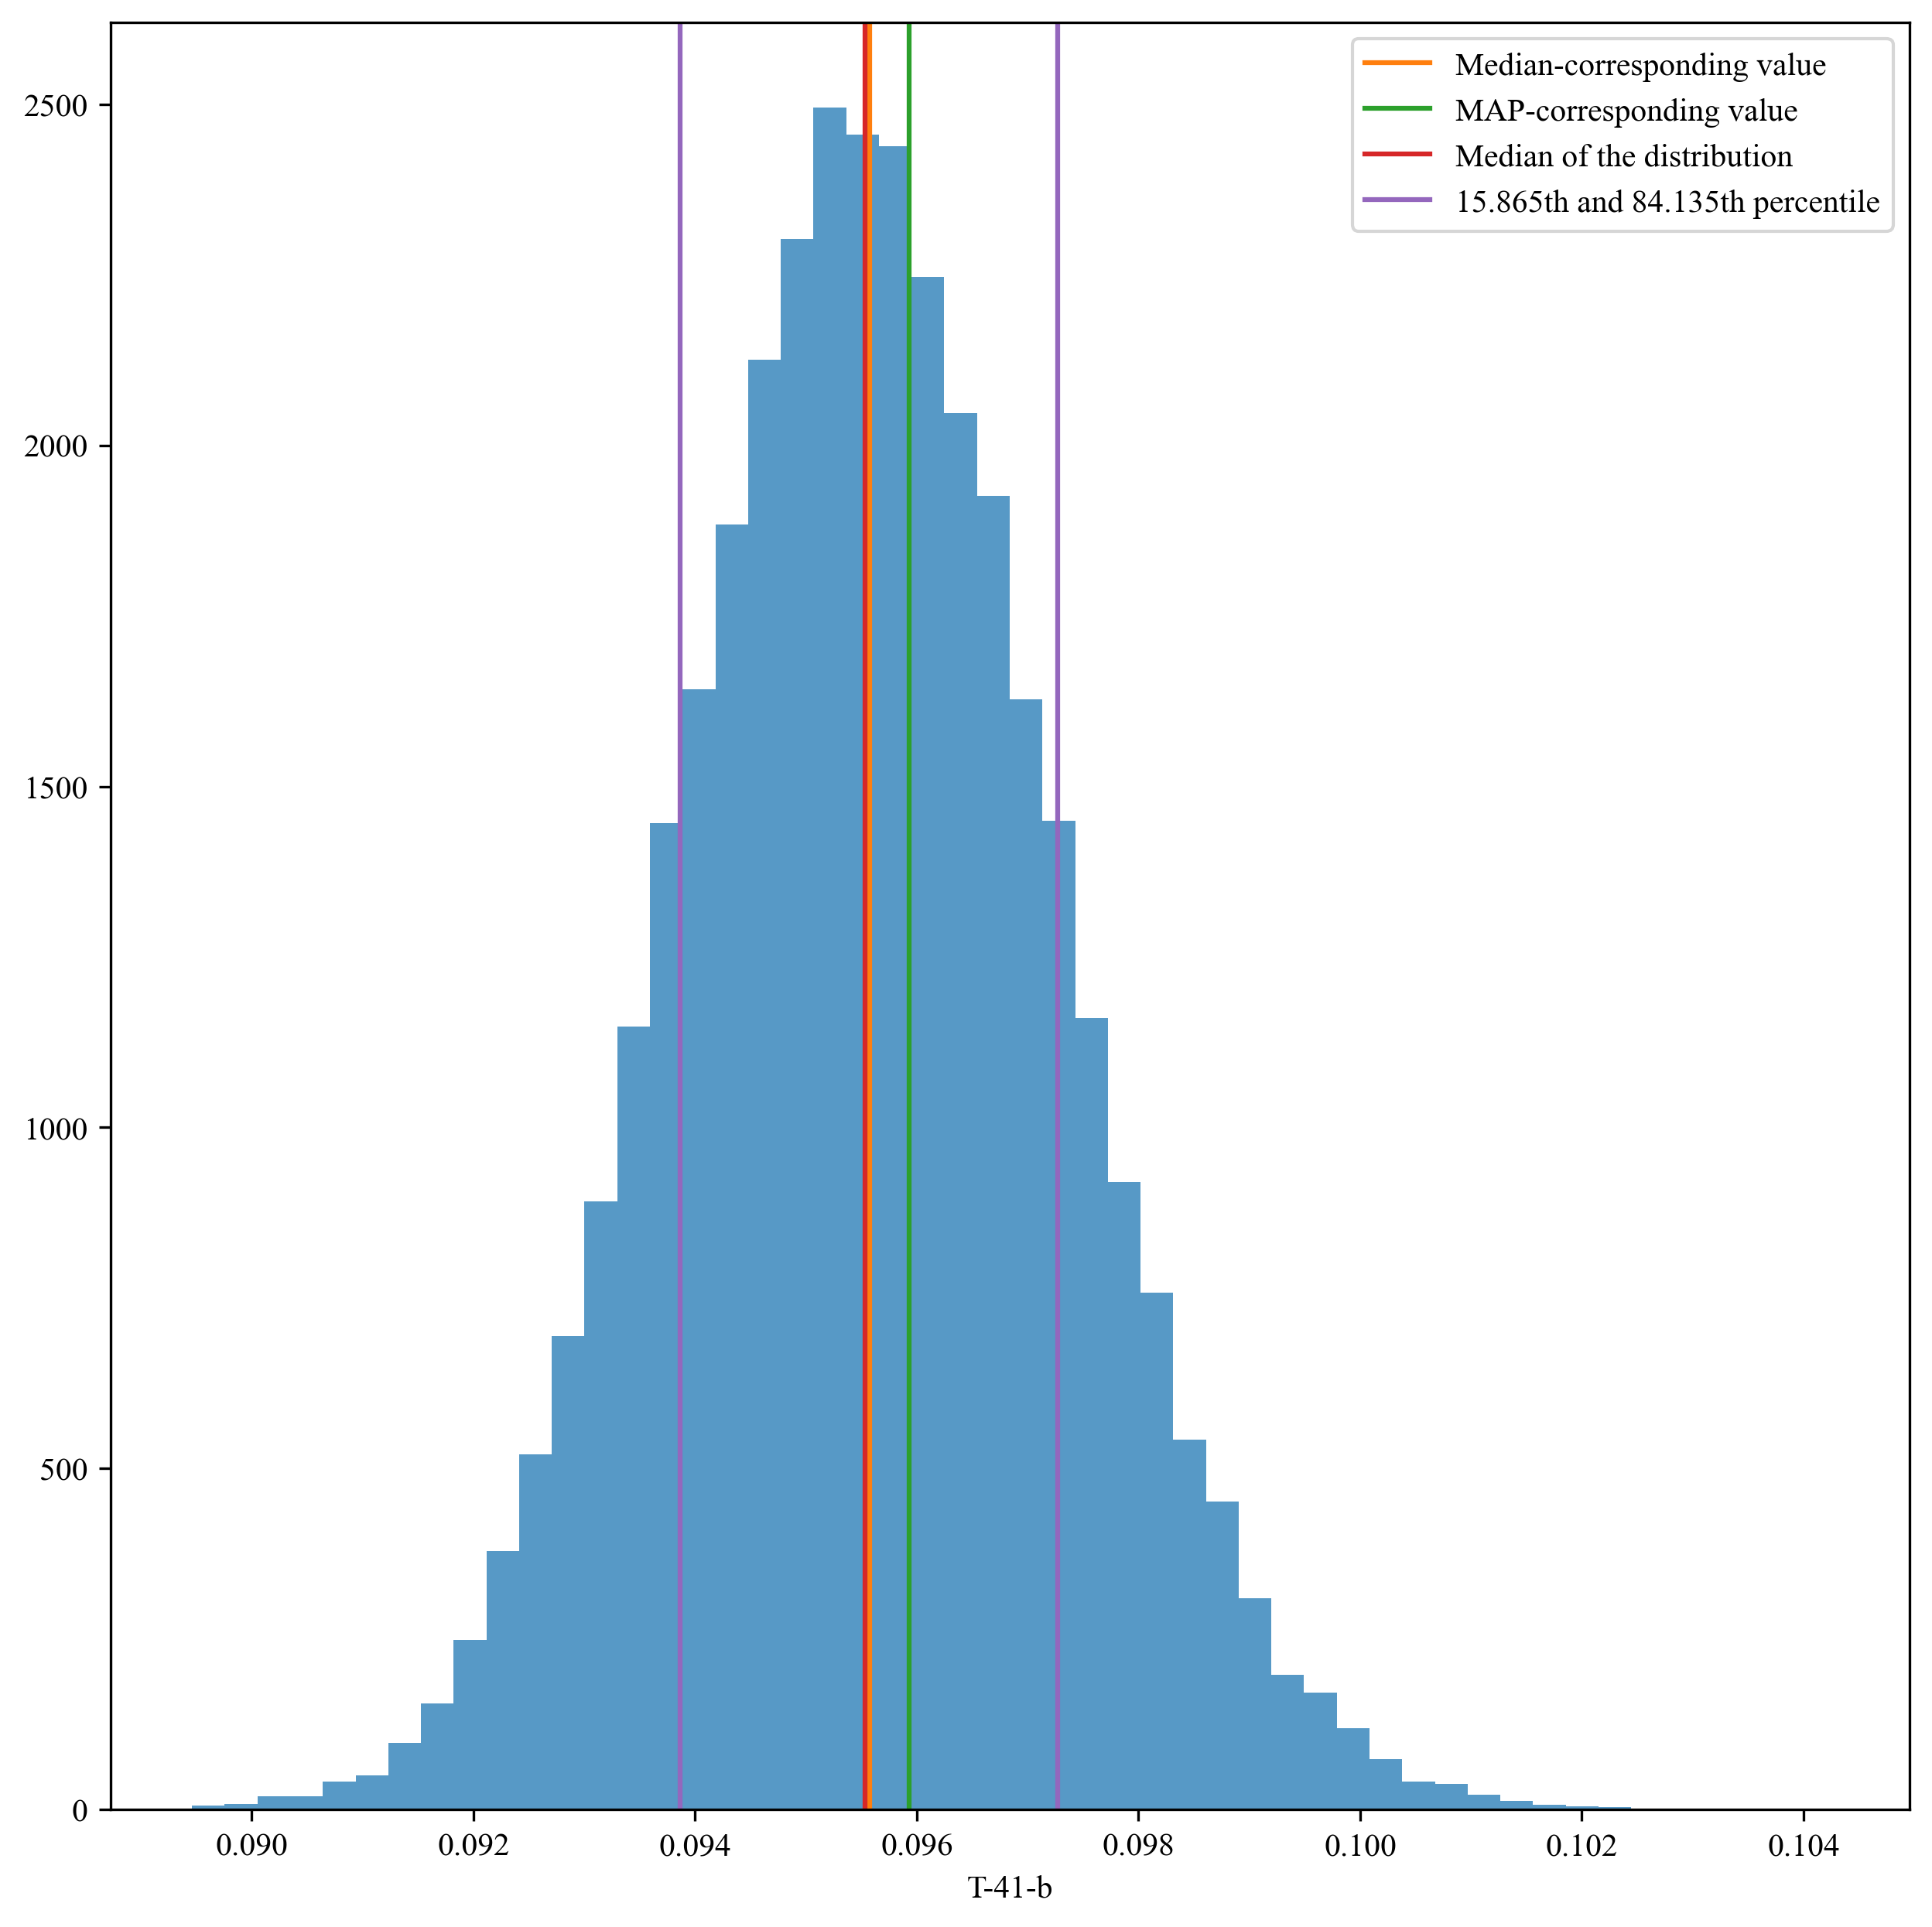 Median-corresponding value
MAP-corresponding value
Median of the distribution
15.865th and 84.135th percentile
2500
2000
1500
1000
500
0
0.090 0.092 0.094 0.096 0.098 0.100 0.102 0.104
T-41-b